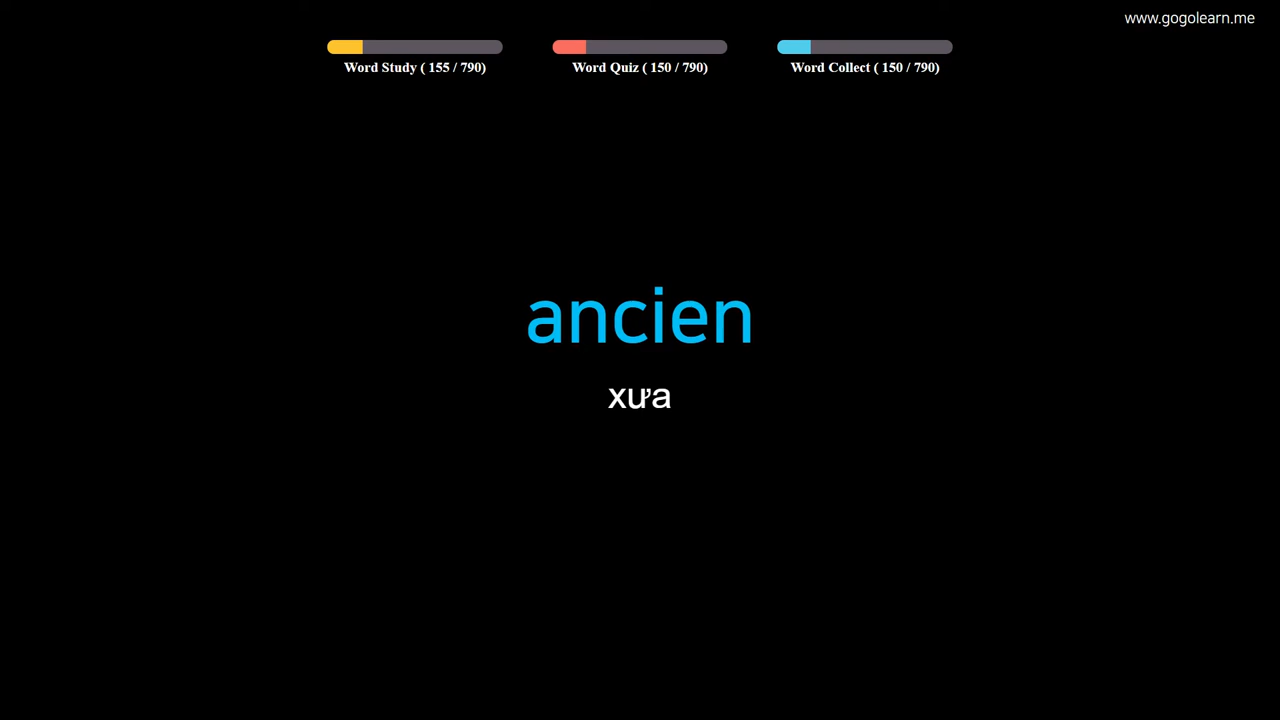 www.gogolearn.me
Word Study ( 155 / 790)
Word Quiz ( 150 / 790)
Word Collect ( 150 / 790)
ancien
xưa